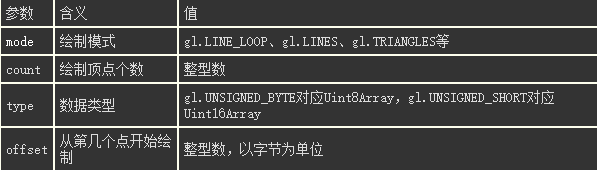 参数 含义 值
mode 绘制模式 gl.LINE_LOOP、gl.LINES、gl.TRIANGLES等
count 绘制顶点个数 整型数
type 数据类型 gl.UNSIGNED_BYTE对应Uint8Array，gl.UNSIGNED_SHORT对应
Uint16Array
offset 从第几个点开始绘
制 整型数，以字节为单位